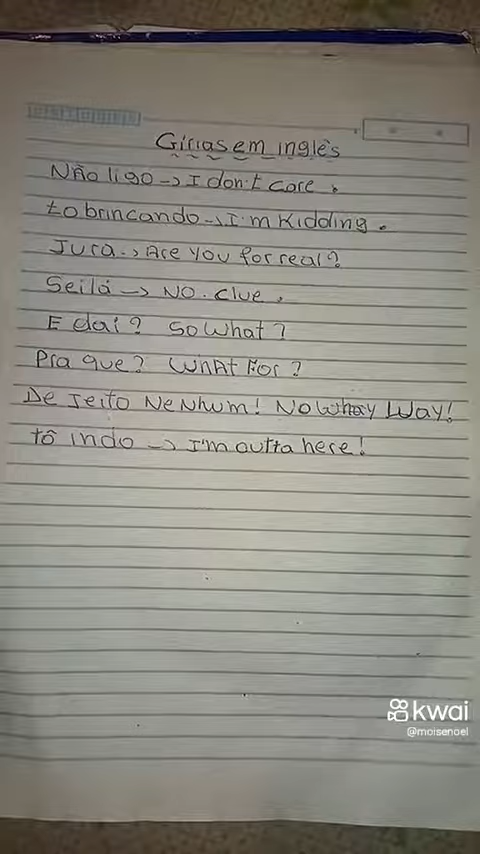 Gírias em inglês
Não ligo -> I don't care.
to brincando -> I'm Kidding.
Jura -> Are You for real?
Sei lá -> NO. clue.
E daí? So What?
Pra que? WhAt For?
De Jeito NeNhum! No Whay Way!
tô indo -> I'm outta here!
kwai
@moisenoel